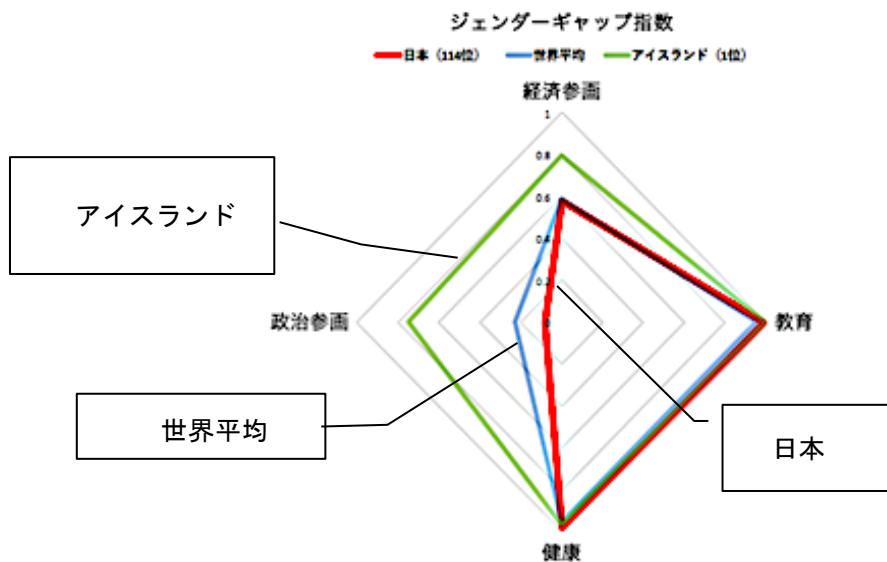 ジェンダーギャップ指数
日本（114位） 世界平均 アイスランド（1位）
経済参画
1
0.8
0.6
0.4
0.2
0
アイスランド
政治参画
教育
世界平均
日本
健康